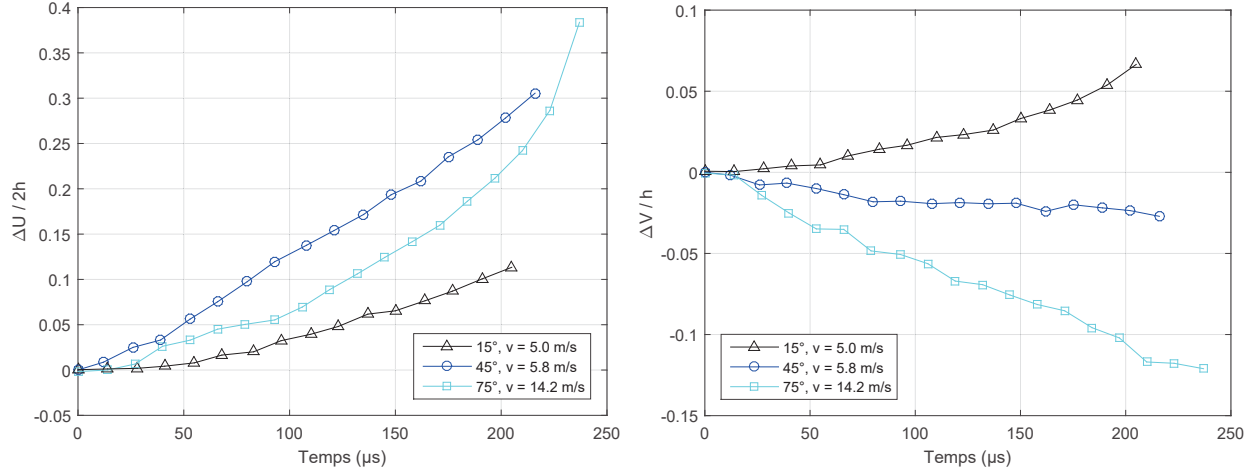 0.4
0.35
0.3
0.25
0.2
0.15
0.1
0.05
0
-0.05
ΔU / 2h
0
50
100
150
200
250
Temps (µs)
15°, v = 5.0 m/s
45°, v = 5.8 m/s
75°, v = 14.2 m/s
0.1
0.05
0
-0.05
-0.1
-0.15
ΔV / h
0
50
100
150
200
250
Temps (µs)
15°, v = 5.0 m/s
45°, v = 5.8 m/s
75°, v = 14.2 m/s